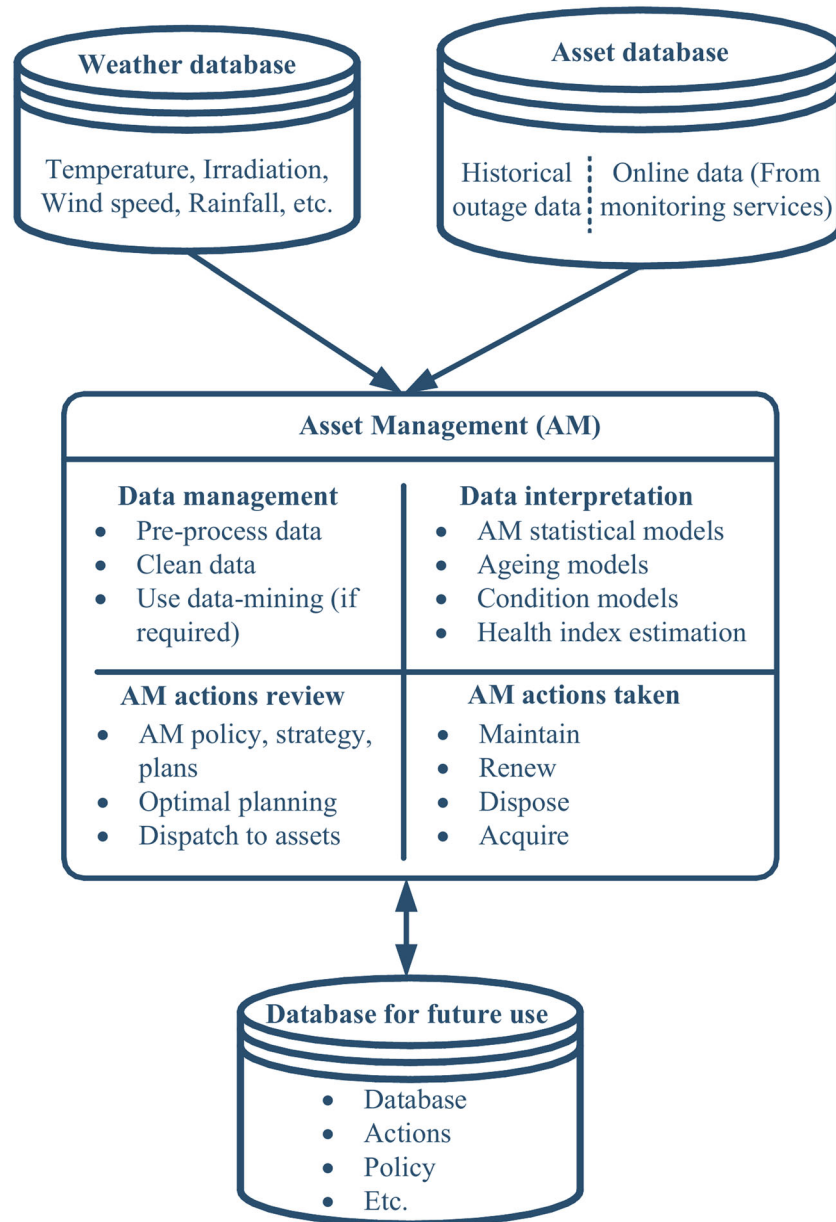 Weather database
Temperature, Irradiation,
Wind speed, Rainfall, etc.
Asset database
Historical
outage data
Online data (From
monitoring services)
Asset Management (AM)
Data management
• Pre-process data
• Clean data
• Use data-mining (if
required)
Data interpretation
• AM statistical models
• Ageing models
• Condition models
• Health index estimation
AM actions review
• AM policy, strategy,
plans
• Optimal planning
• Dispatch to assets
AM actions taken
• Maintain
• Renew
• Dispose
• Acquire
Database for future use
• Database
• Actions
• Policy
• Etc.